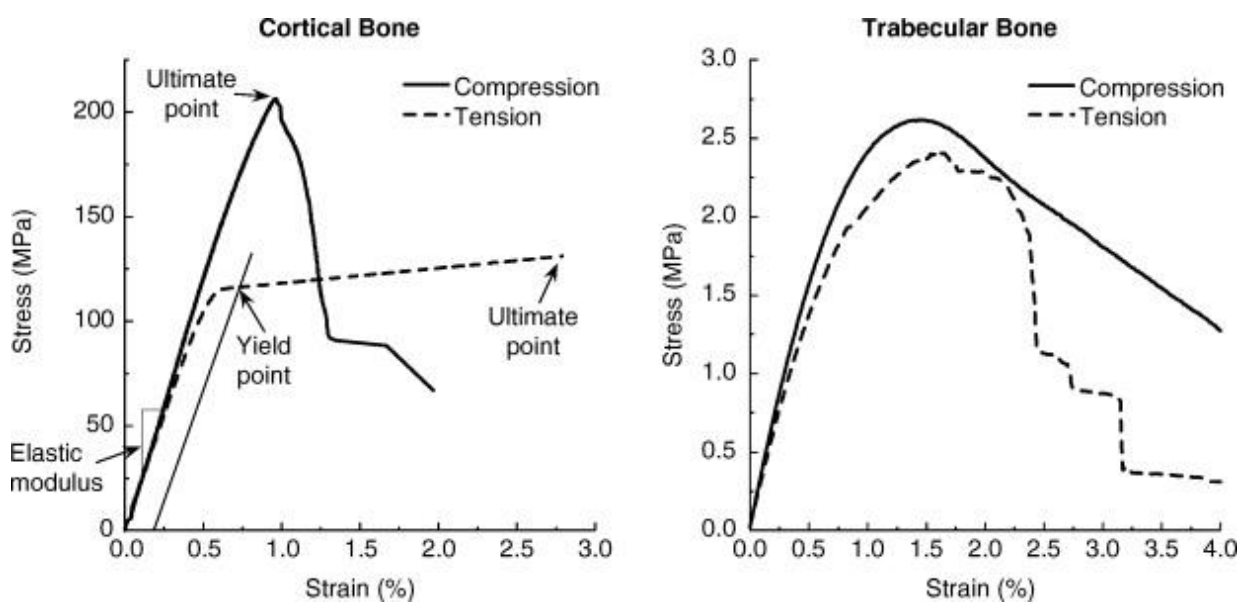 Cortical Bone
Ultimate
point
Compression
Tension
200
150
100
50
0
Stress (MPa)
Yield
point
Ultimate
point
Elastic
modulus
0.0 0.5 1.0 1.5 2.0 2.5 3.0
Strain (%)
Trabecular Bone
Compression
Tension
3.0
2.5
2.0
1.5
1.0
0.5
0.0
Stress (MPa)
0.0 0.5 1.0 1.5 2.0 2.5 3.0 3.5 4.0
Strain (%)